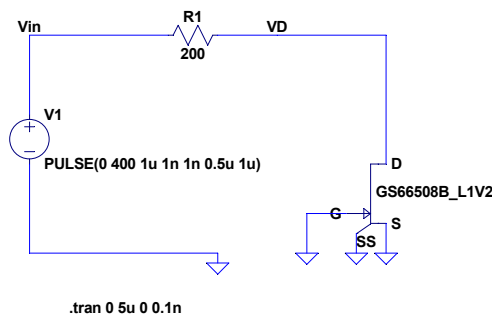 R1
Vin
VD
200
V1
PULSE(0 400 1u 1n 1n 0.5u 1u)
D
GS66508B_L1V2
G
S
SS
.tran 0 5u 0 0.1n